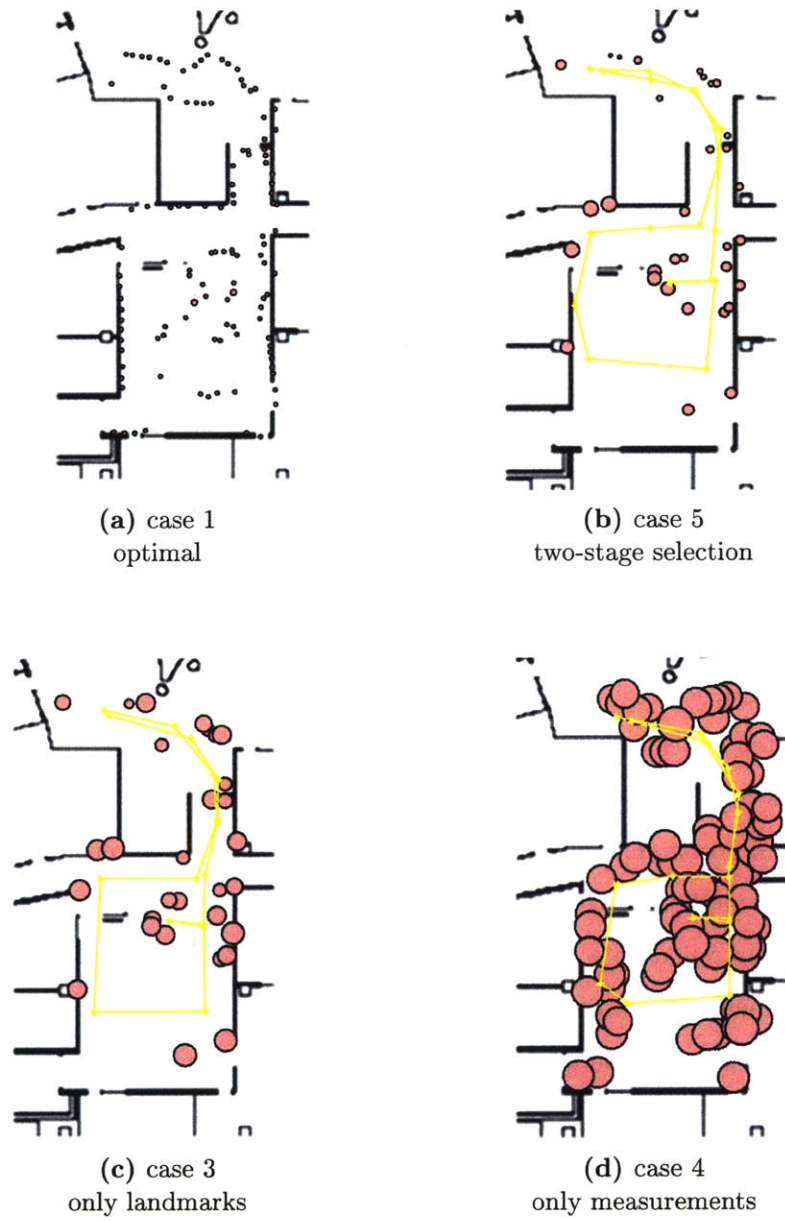 (a) case 1
optimal
(b) case 5
two-stage selection
(c) case 3
only landmarks
(d) case 4
only measurements